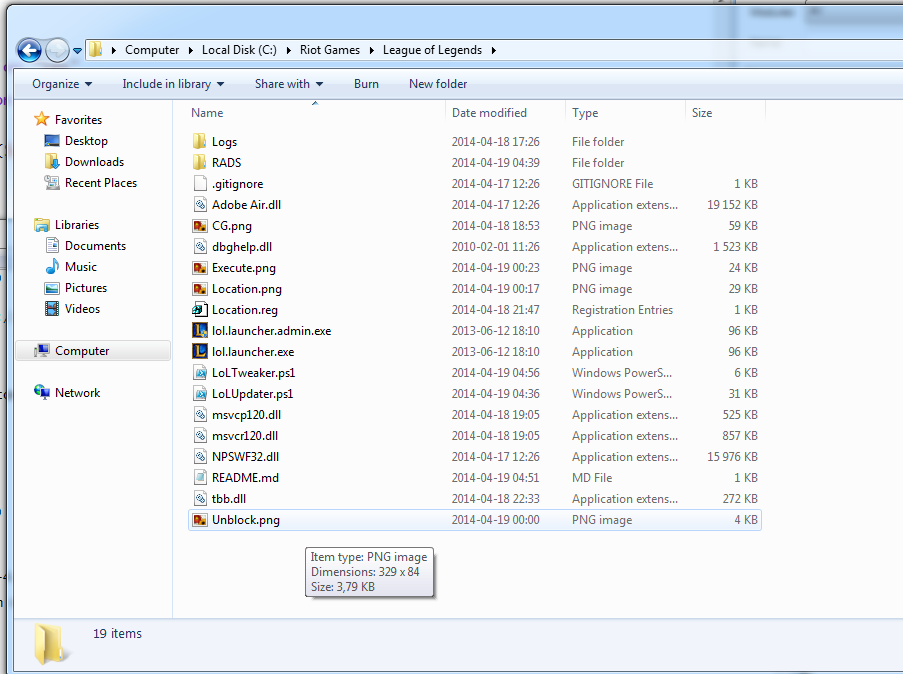 Computer Local Disk (C:) Riot Games League of Legends
Organize Include in library Share with Burn New folder
Favorites
Desktop
Downloads
Recent Places
Libraries
Documents
Music
Pictures
Videos
Computer
Network
Name Date modified Type Size
Logs 2014-04-18 17:26 File folder
RADS 2014-04-19 04:39 File folder
.gitignore 2014-04-17 12:26 GITIGNORE File 1 KB
Adobe Air.dll 2014-04-17 12:26 Application extens... 19 152 KB
CG.png 2014-04-18 18:53 PNG image 59 KB
dbghelp.dll 2010-02-01 11:26 Application extens... 1 523 KB
Execute.png 2014-04-19 00:23 PNG image 24 KB
Location.png 2014-04-19 00:17 PNG image 29 KB
Location.reg 2014-04-18 21:47 Registration Entries 1 KB
lol.launcher.admin.exe 2013-06-12 18:10 Application 96 KB
lol.launcher.exe 2013-06-12 18:10 Application 96 KB
LoLTweaker.ps1 2014-04-19 04:56 Windows PowerS... 6 KB
LoLUpdater.ps1 2014-04-19 04:36 Windows PowerS... 31 KB
msvcp120.dll 2014-04-18 19:05 Application extens... 525 KB
msvcr120.dll 2014-04-18 19:05 Application extens... 857 KB
NPSWF32.dll 2014-04-17 12:26 Application extens... 15 976 KB
README.md 2014-04-19 04:51 MD File 1 KB
tbb.dll 2014-04-18 22:33 Application extens... 272 KB
Unblock.png 2014-04-19 00:00 PNG image 4 KB
Item type: PNG image
Dimensions: 329 x 84
Size: 3,79 KB
19 items